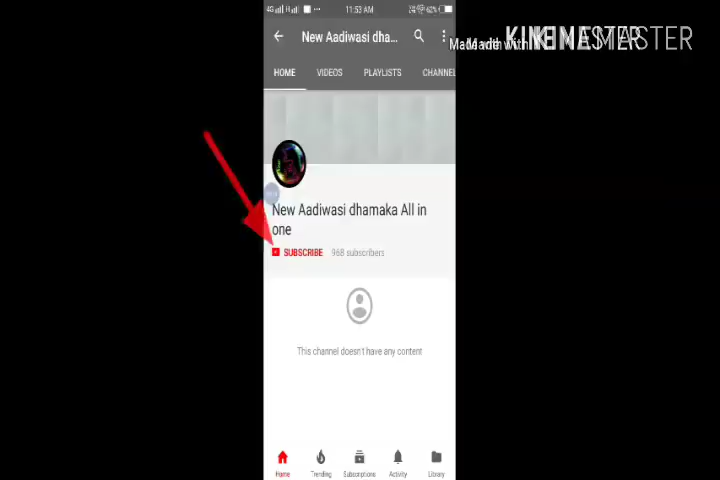 4G 11:53 AM 62%
New Aadiwasi dha...
Made with KINEMASTER
HOME VIDEOS PLAYLISTS CHANNEL
New Aadiwasi dhamaka All in
one
SUBSCRIBE 968 subscribers
This channel doesn't have any content
Home Trending Subscriptions Activity Library